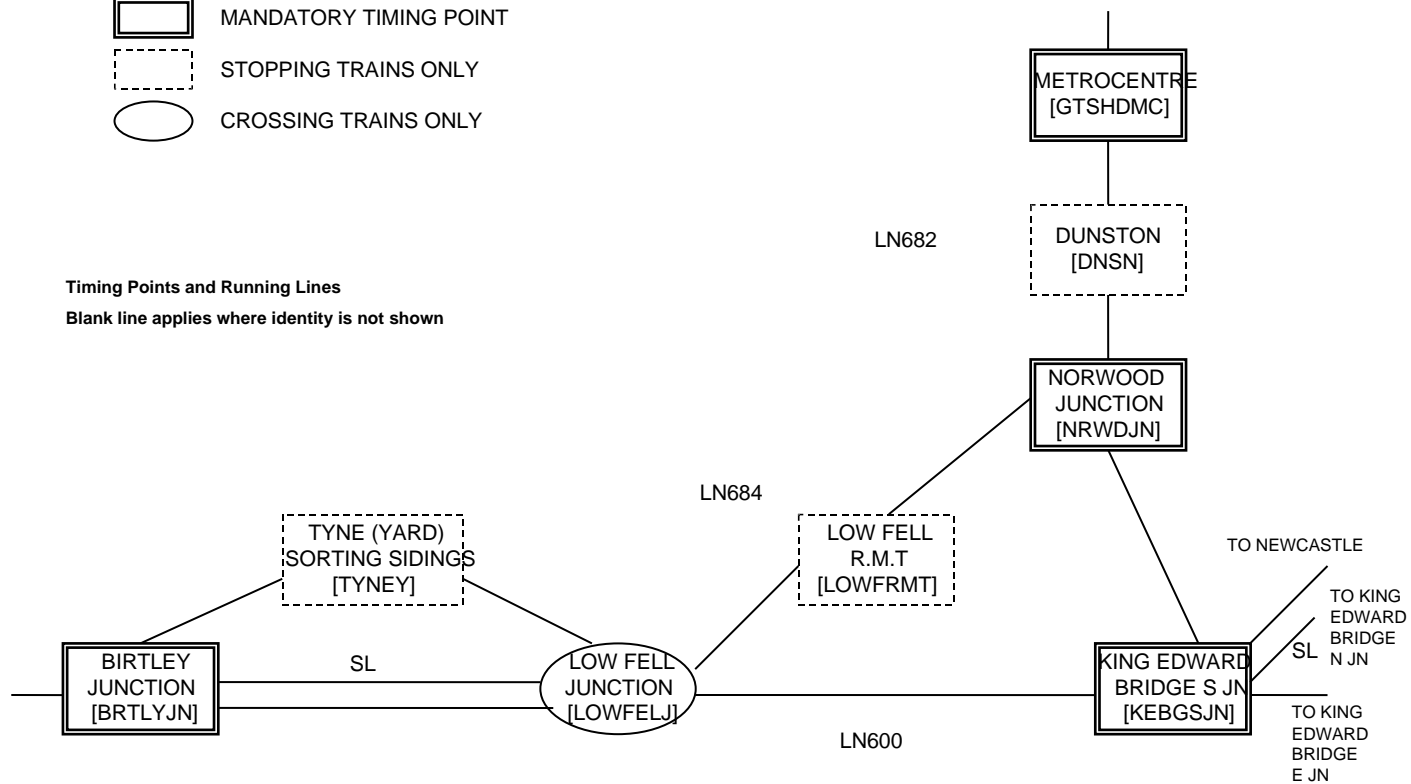 MANDATORY TIMING POINT
STOPPING TRAINS ONLY
CROSSING TRAINS ONLY
METROCENTRE
[GTSHDMC]
LN682
DUNSTON
[DNSN]
Timing Points and Running Lines
Blank line applies where identity is not shown
NORWOOD
JUNCTION
[NRWDJN]
LN684
TYNE (YARD)
SORTING SIDINGS
[TYNEY]
LOW FELL
R.M.T
[LOWFRMT]
TO NEWCASTLE
TO KING
EDWARD
BRIDGE
N JN
SL
BIRTLEY
JUNCTION
[BRTLYJN]
SL
LOW FELL
JUNCTION
[LOWFELJ]
KING EDWARD
BRIDGE S JN
[KEBGSJN]
LN600
TO KING
EDWARD
BRIDGE
E JN